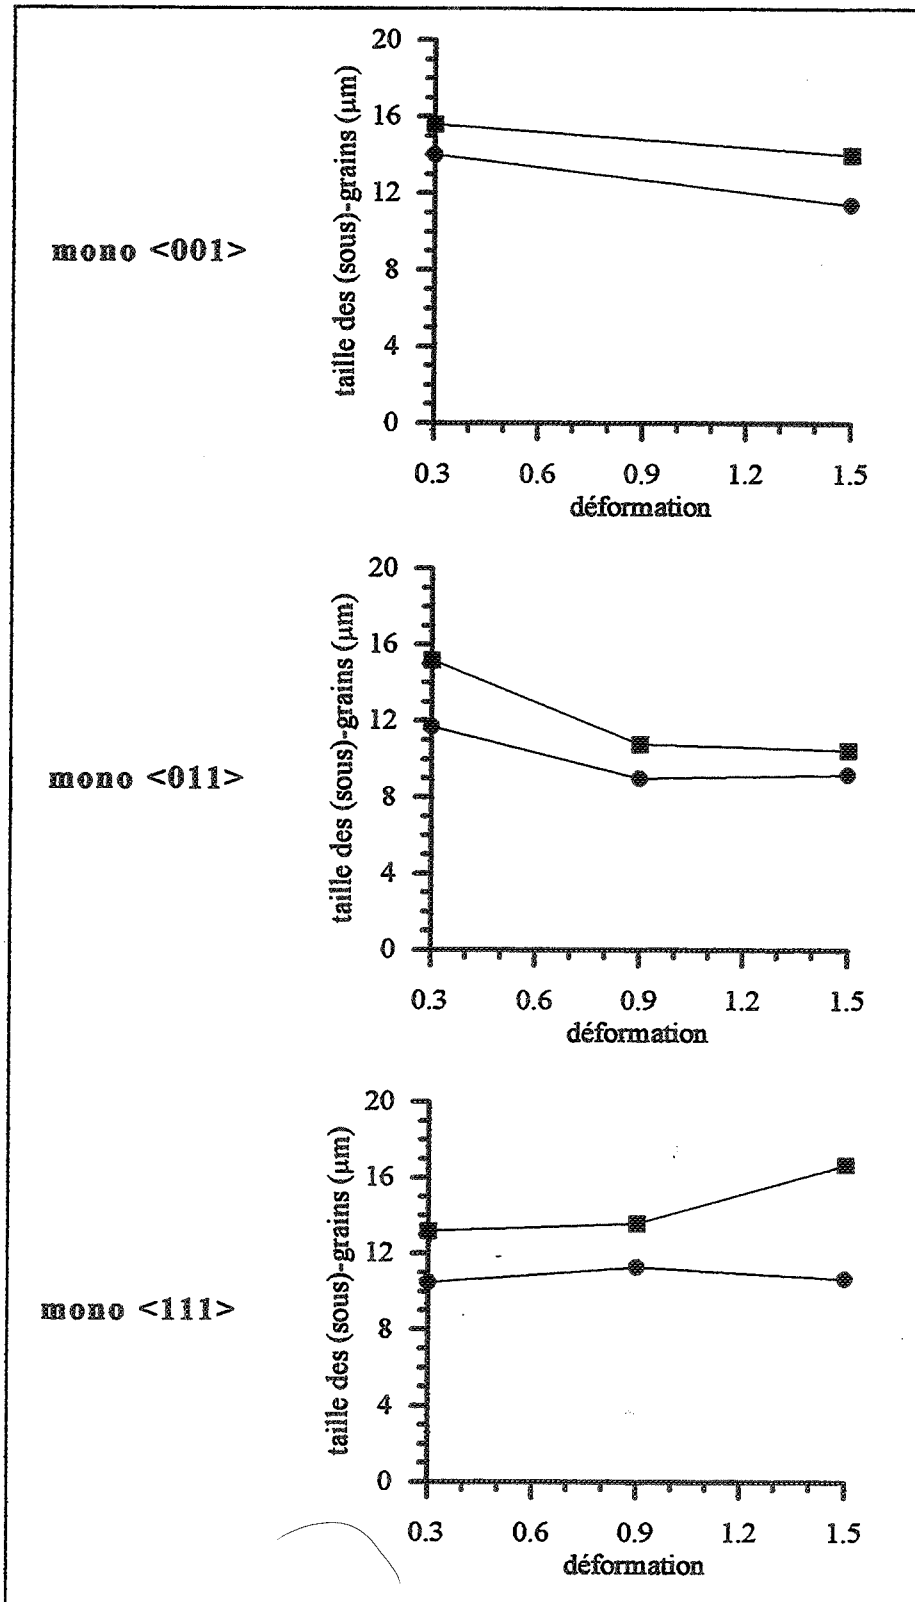 mono <001>
taille des (sous)-grains (μm)
20
16
12
8
4
0
0.3 0.6 0.9 1.2 1.5
déformation
mono <011>
taille des (sous)-grains (μm)
20
16
12
8
4
0
0.3 0.6 0.9 1.2 1.5
déformation
mono <111>
taille des (sous)-grains (μm)
20
16
12
8
4
0
0.3 0.6 0.9 1.2 1.5
déformation